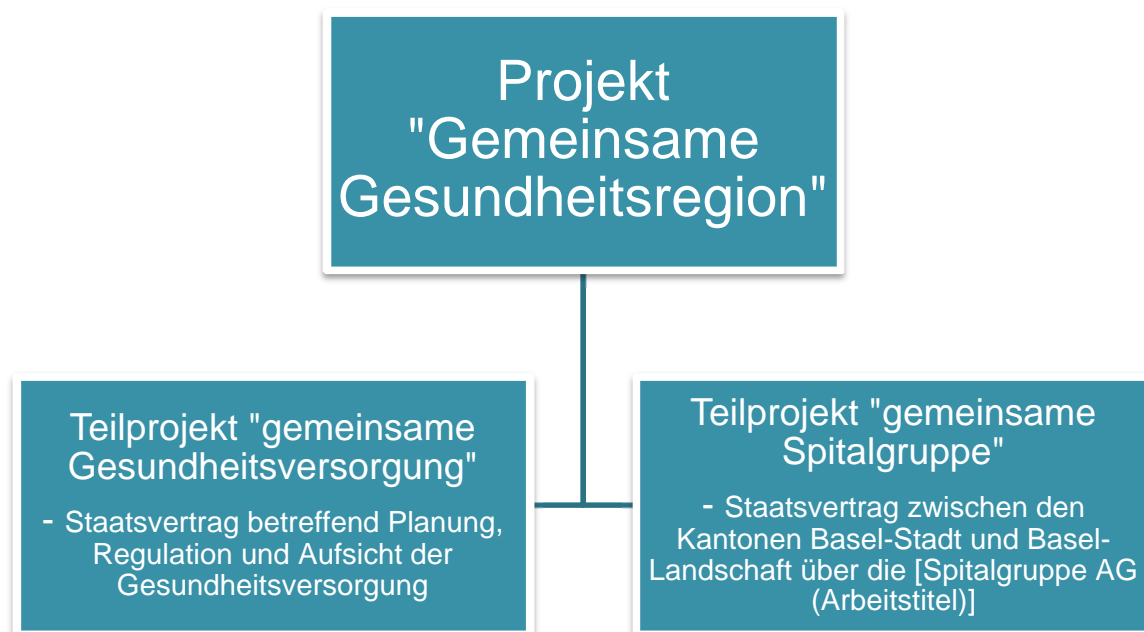 Projekt
"Gemeinsame
Gesundheitsregion"
Teilprojekt "gemeinsame
Gesundheitsversorgung"
- Staatsvertrag betreffend Planung,
Regulation und Aufsicht der
Gesundheitsversorgung
Teilprojekt "gemeinsame
Spitalgruppe"
- Staatsvertrag zwischen den
Kantonen Basel-Stadt und Basel-
Landschaft über die [Spitalgruppe AG
(Arbeitstitel)]